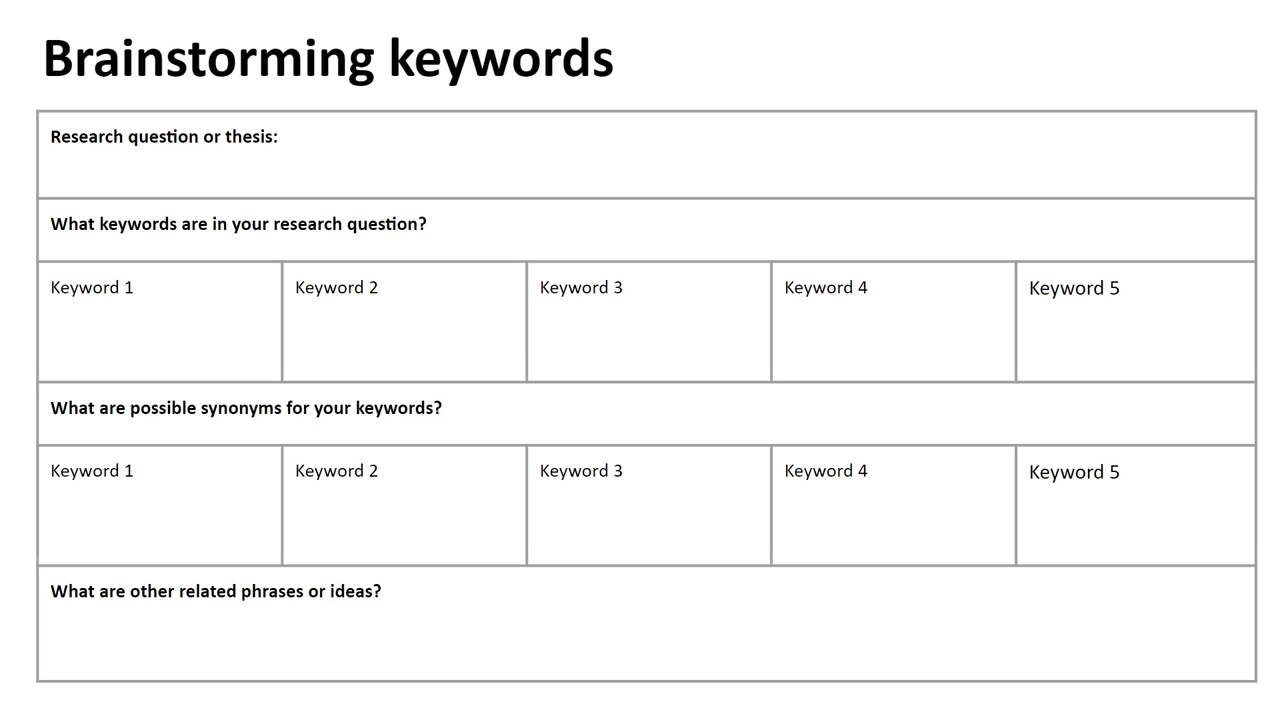 Brainstorming keywords
Research question or thesis:
What keywords are in your research question?
Keyword 1
Keyword 2
Keyword 3
Keyword 4
Keyword 5
What are possible synonyms for your keywords?
Keyword 1
Keyword 2
Keyword 3
Keyword 4
Keyword 5
What are other related phrases or ideas?